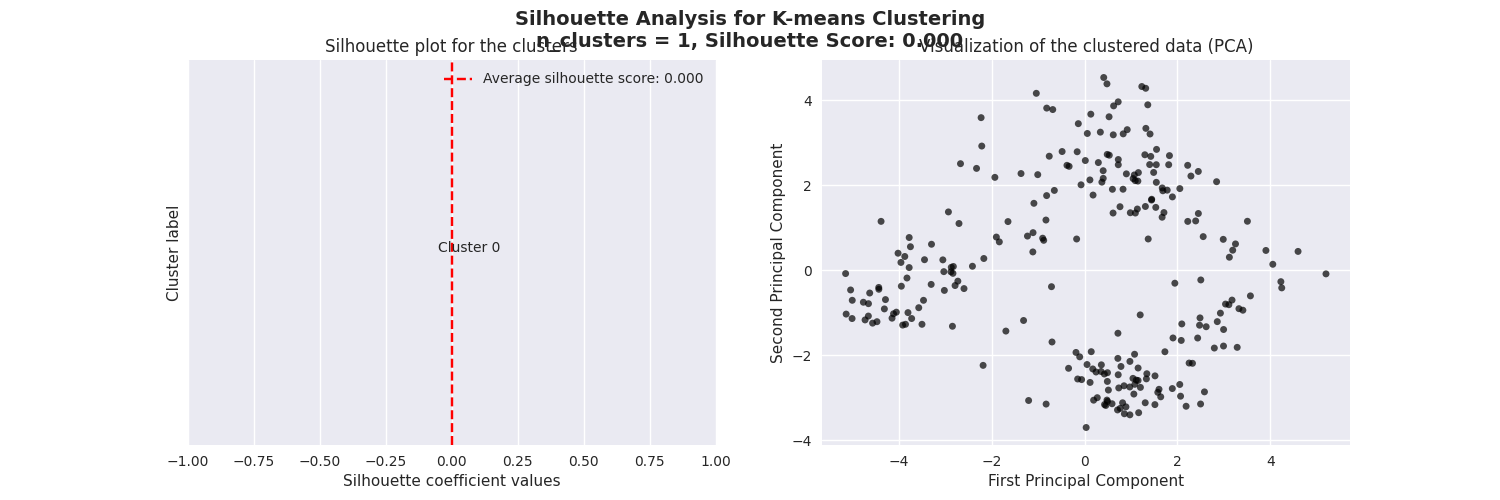 Silhouette Analysis for K-means Clustering
n_clusters = 1, Silhouette Score: 0.000
Silhouette plot for the clusters
Average silhouette score: 0.000
Cluster 0
Cluster label
−1.00 −0.75 −0.50 −0.25 0.00 0.25 0.50 0.75 1.00
Silhouette coefficient values
Visualization of the clustered data (PCA)
Second Principal Component
4
2
0
−2
−4
−4 −2 0 2 4
First Principal Component